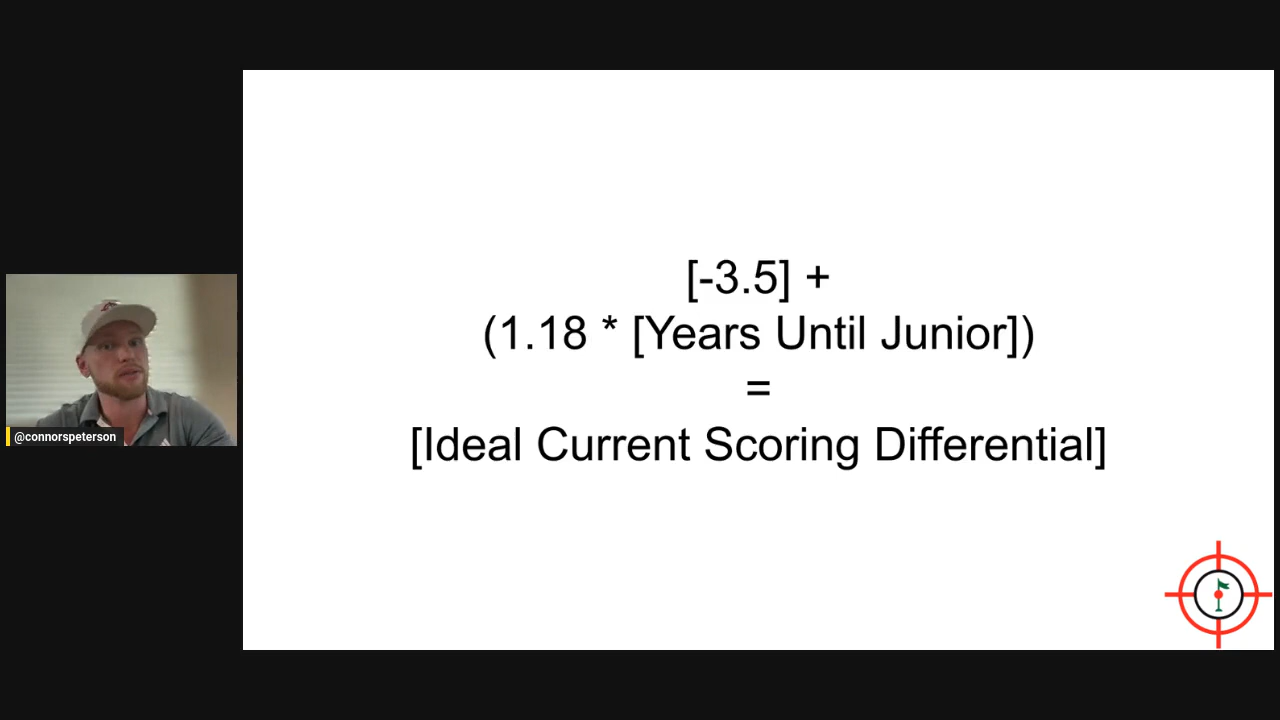 [-3.5] +
(1.18 * [Years Until Junior])
=
[Ideal Current Scoring Differential]
@connorspeterson